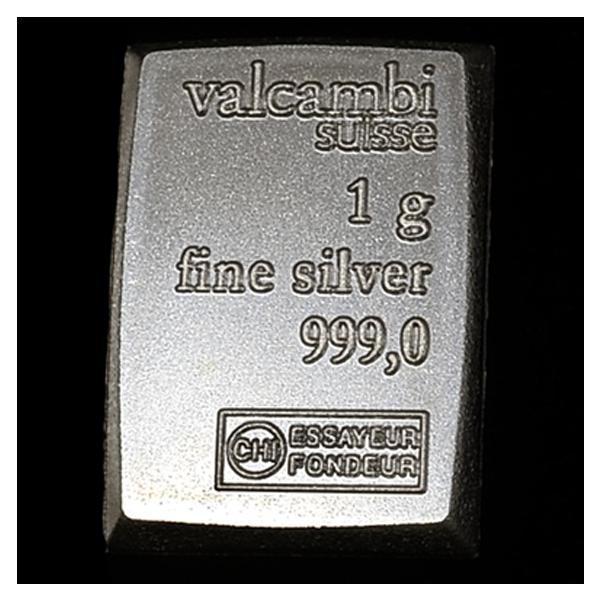 valcambi
suisse
1 g
fine silver
999,0
CHI ESSAYEUR
FONDEUR